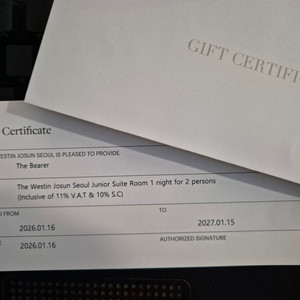 GIFT CERTIFI
Certificate
WESTIN JOSUN SEOUL IS PLEASED TO PROVIDE
The Bearer
The Westin Josun Seoul Junior Suite Room 1 night for 2 persons
(Inclusive of 11% V.A.T & 10% S.C)
FROM
TO
2026.01.16
2027.01.15
2026.01.16
AUTHORIZED SIGNATURE